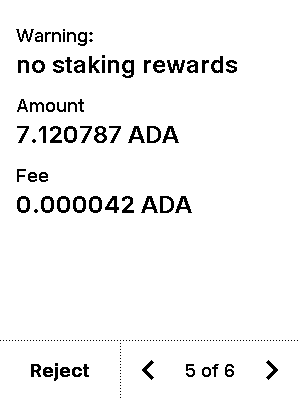 Warning:
no staking rewards
Amount
7.120787 ADA
Fee
0.000042 ADA
Reject
5 of 6